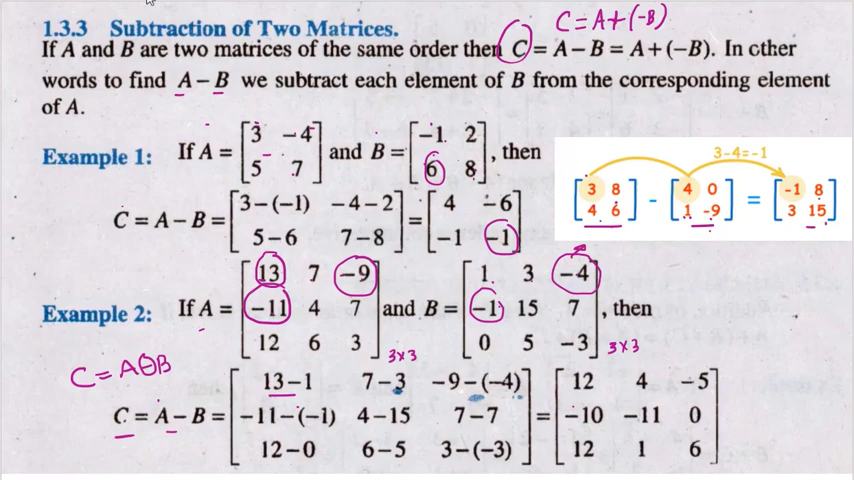 1.3.3 Subtraction of Two Matrices.
C = A + (-B)
If A and B are two matrices of the same order then C = A − B = A + (−B). In other
words to find A − B we subtract each element of B from the corresponding element
of A.
Example 1: If A = [3 −4; 5 7] and B = [−1 2; 6 8], then
C = A − B = [3−(−1) −4−2; 5−6 7−8] = [4 −6; −1 −1]
3-4=-1
[3 8; 4 6] - [4 0; 1 -9] = [-1 8; 3 15]
Example 2: If A = [13 7 −9; −11 4 7; 12 6 3] and B = [1 3 −4; −1 15 7; 0 5 −3], then
3×3
3×3
C = A ⊖ B
C = A − B = [13−1 7−3 −9−(−4); −11−(−1) 4−15 7−7; 12−0 6−5 3−(−3)] = [12 4 −5; −10 −11 0; 12 1 6]